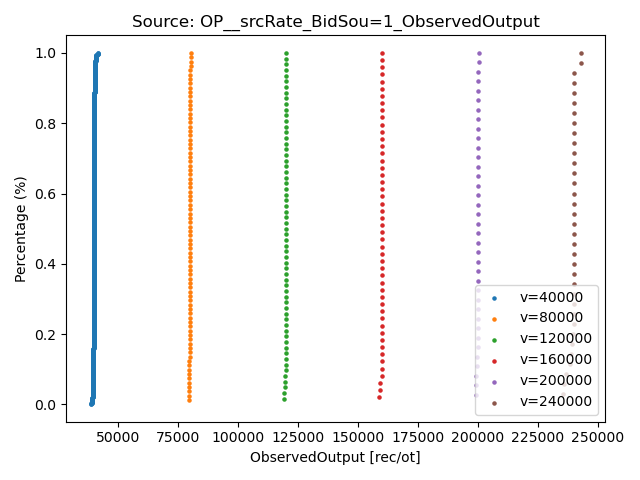 Source: OP__srcRate_BidSou=1_ObservedOutput
Percentage (%)
1.0
0.8
0.6
0.4
0.2
0.0
v=40000
v=80000
v=120000
v=160000
v=200000
v=240000
50000 75000 100000 125000 150000 175000 200000 225000 250000
ObservedOutput [rec/ot]